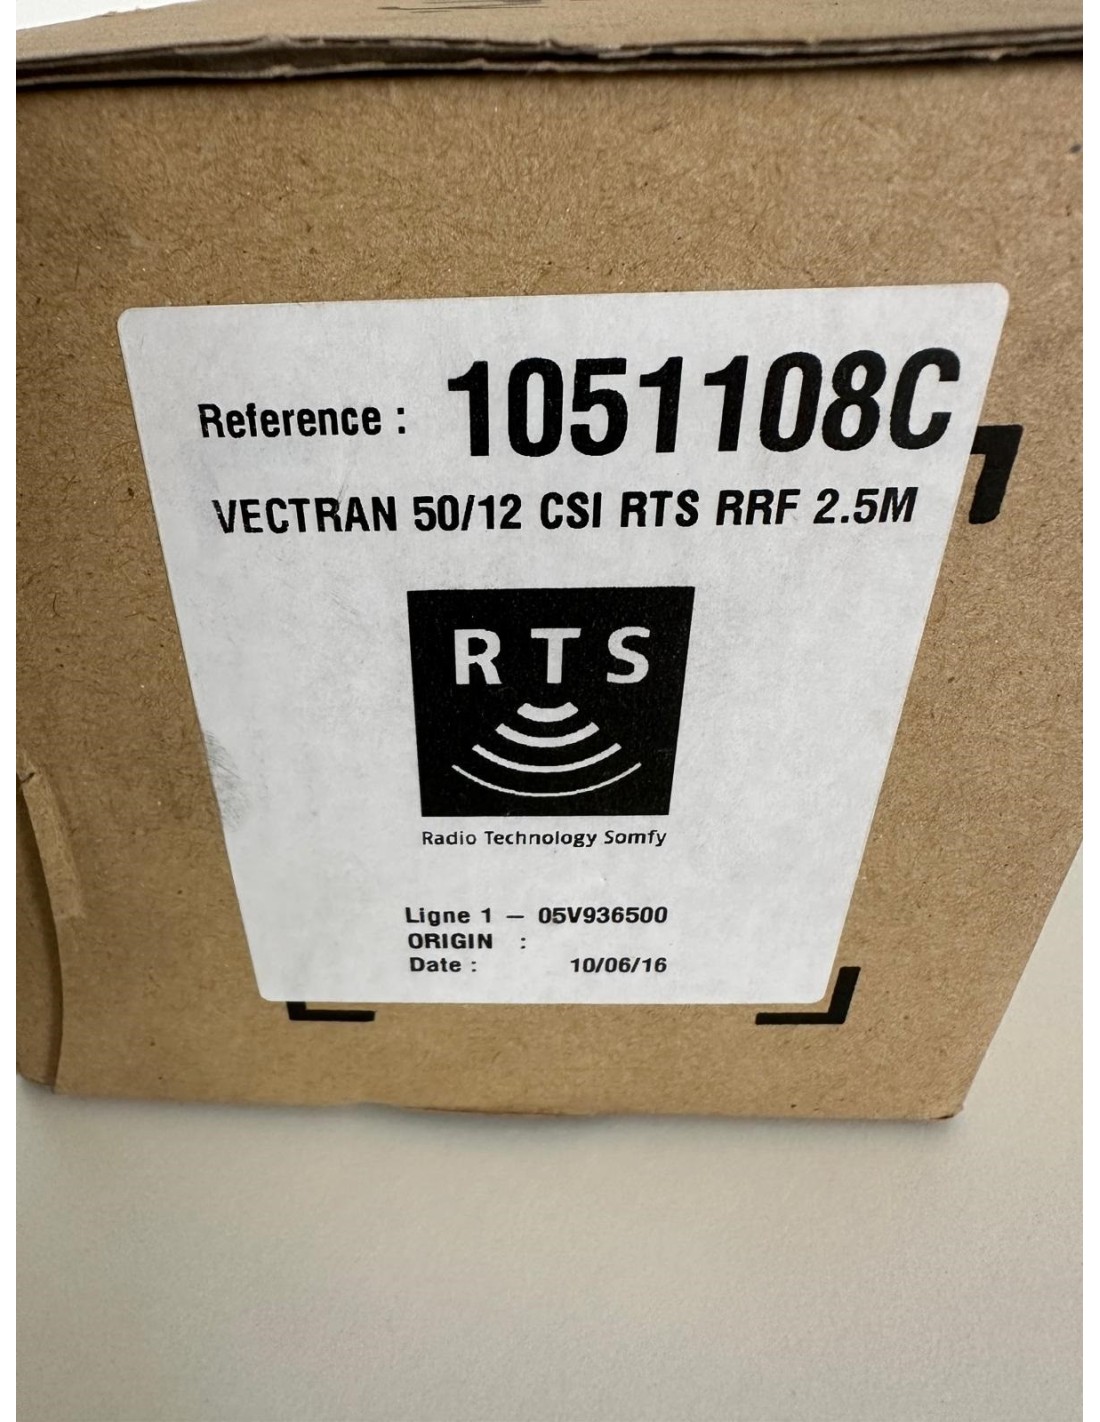 Reference : 1051108C
VECTRAN 50/12 CSI RTS RRF 2.5M
RTS
Radio Technology Somfy
Ligne 1 – 05V936500
ORIGIN :
Date : 10/06/16